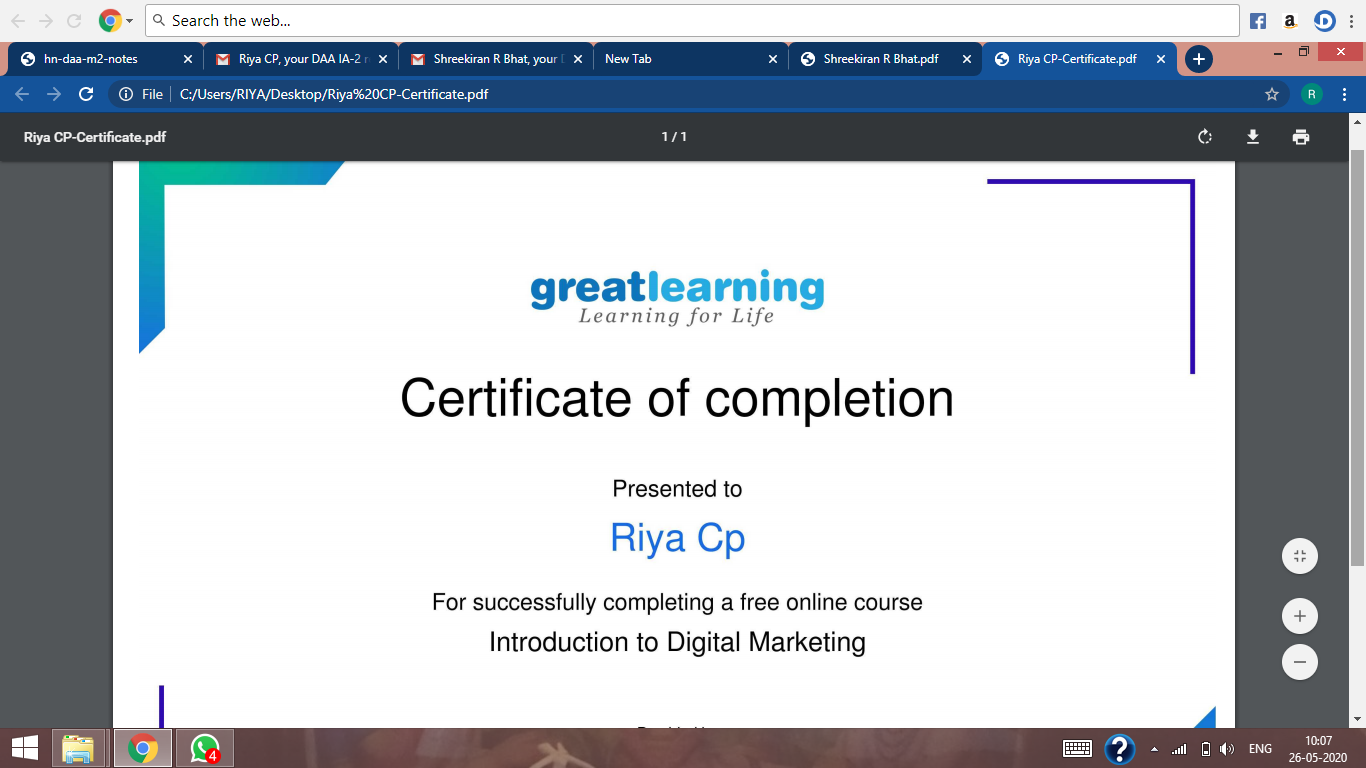 Search the web...
hn-daa-m2-notes
Riya CP, your DAA IA-2
Shreekiran R Bhat, your
New Tab
Shreekiran R Bhat.pdf
Riya CP-Certificate.pdf
File
C:/Users/RIYA/Desktop/Riya%20CP-Certificate.pdf
R
Riya CP-Certificate.pdf
1 / 1
greatlearning
Learning for Life
Certificate of completion
Presented to
Riya Cp
For successfully completing a free online course
Introduction to Digital Marketing
4
ENG
10:07
26-05-2020